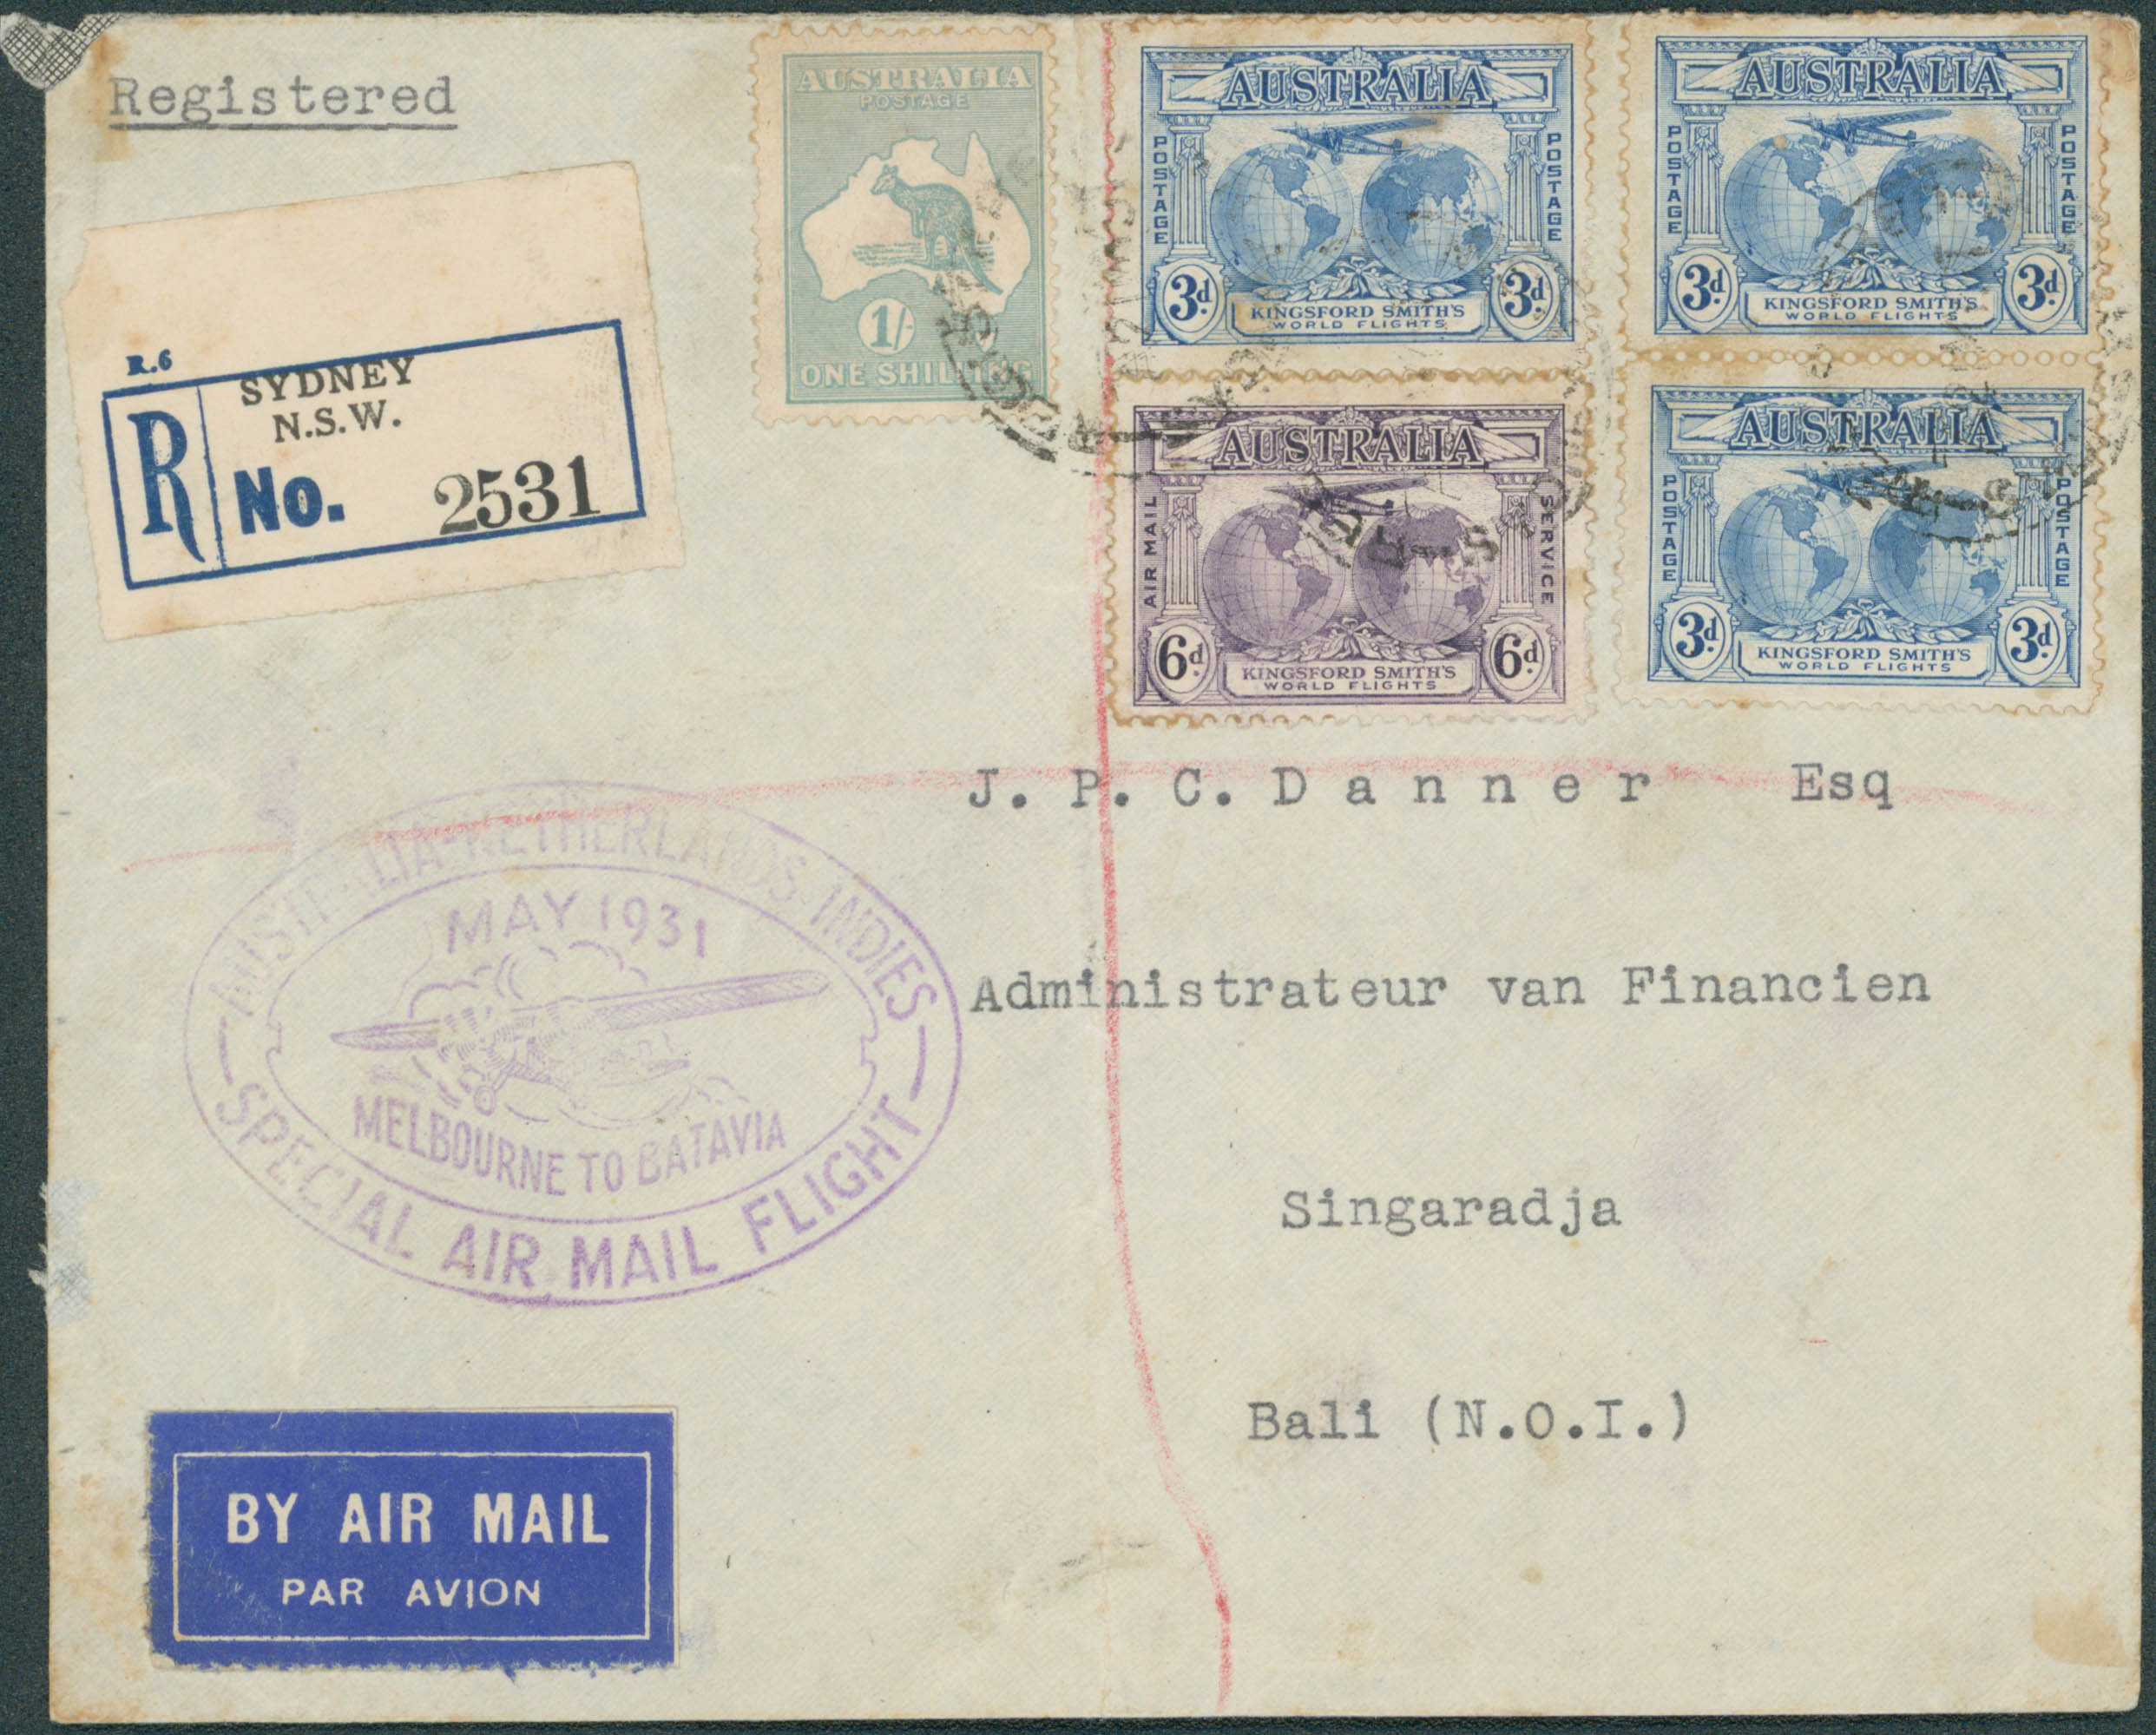 Registered
R.6
SYDNEY
N.S.W.
R No. 2531
AUSTRALIA
POSTAGE
1/-
ONE SHILLING
AUSTRALIA
POSTAGE
POSTAGE
3d
3d
KINGSFORD SMITH'S
WORLD FLIGHTS
AUSTRALIA
POSTAGE
POSTAGE
3d
3d
KINGSFORD SMITH'S
WORLD FLIGHTS
AUSTRALIA
AIR MAIL
SERVICE
6d
6d
KINGSFORD SMITH'S
WORLD FLIGHTS
AUSTRALIA
POSTAGE
POSTAGE
3d
3d
KINGSFORD SMITH'S
WORLD FLIGHTS
J. P. C. Danner Esq
Administrateur van Financien
Singaradja
Bali (N.O.I.)
AUSTRALIA-NETHERLANDS INDIES
MAY 1931
MELBOURNE TO BATAVIA
SPECIAL AIR MAIL FLIGHT
BY AIR MAIL
PAR AVION